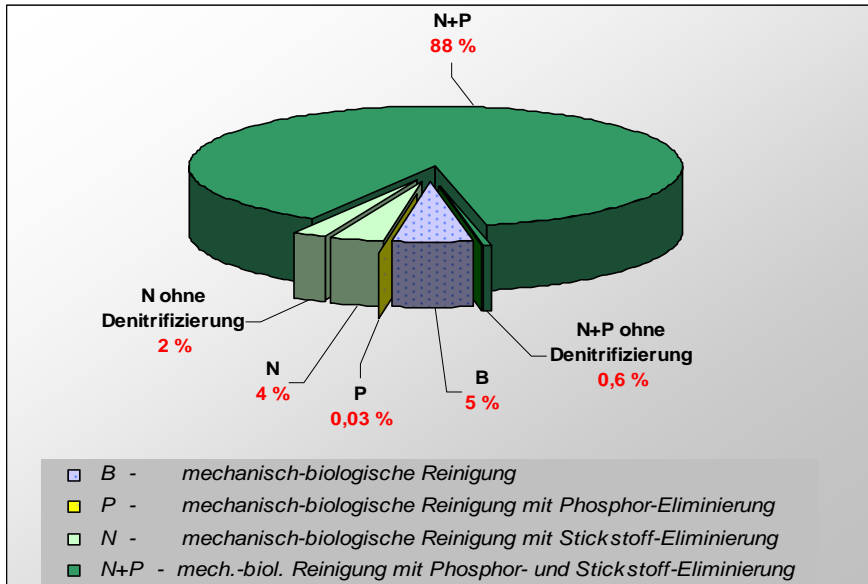 N+P
88 %
N ohne
Denitrifizierung
2 %
N
4 %
P
0,03 %
B
5 %
N+P ohne
Denitrifizierung
0,6 %
B - mechanisch-biologische Reinigung
P - mechanisch-biologische Reinigung mit Phosphor-Eliminierung
N - mechanisch-biologische Reinigung mit Stickstoff-Eliminierung
N+P - mech.-biol. Reinigung mit Phosphor- und Stickstoff-Eliminierung